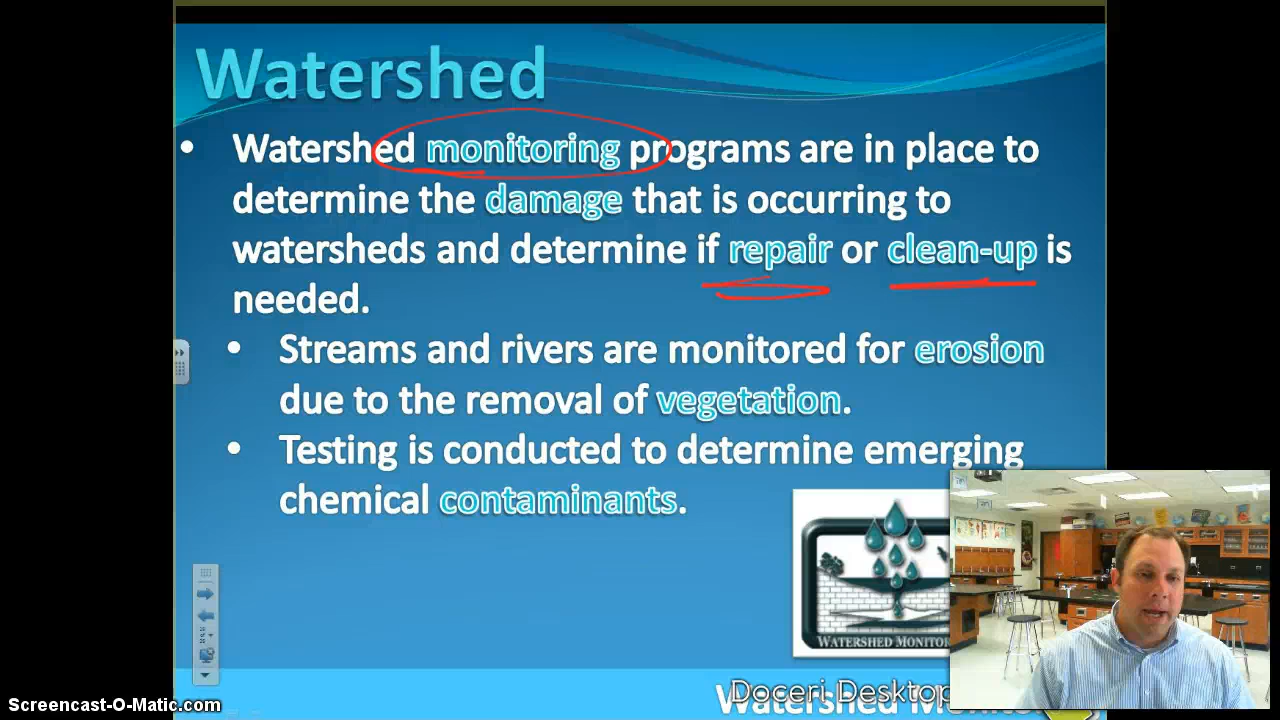 Watershed
• Watershed monitoring programs are in place to
determine the damage that is occurring to
watersheds and determine if repair or clean-up is
needed.
• Streams and rivers are monitored for erosion
due to the removal of vegetation.
• Testing is conducted to determine emerging
chemical contaminants.
WATERSHED
Doceri Desktop
Watershed
Screencast-O-Matic.com